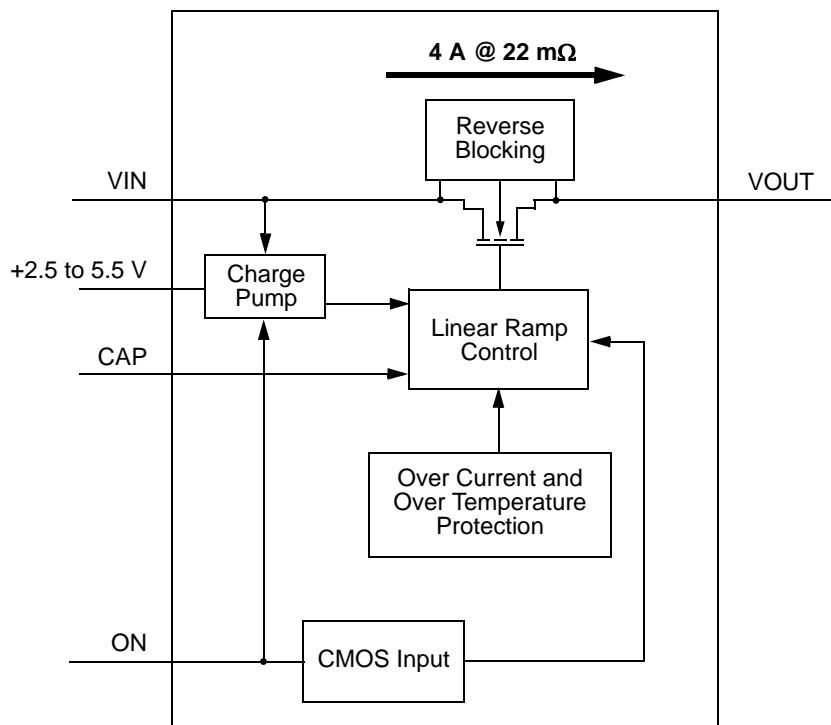 4 A @ 22 mΩ
Reverse
Blocking
VIN
VOUT
+2.5 to 5.5 V
Charge
Pump
Linear Ramp
Control
CAP
Over Current and
Over Temperature
Protection
ON
CMOS Input